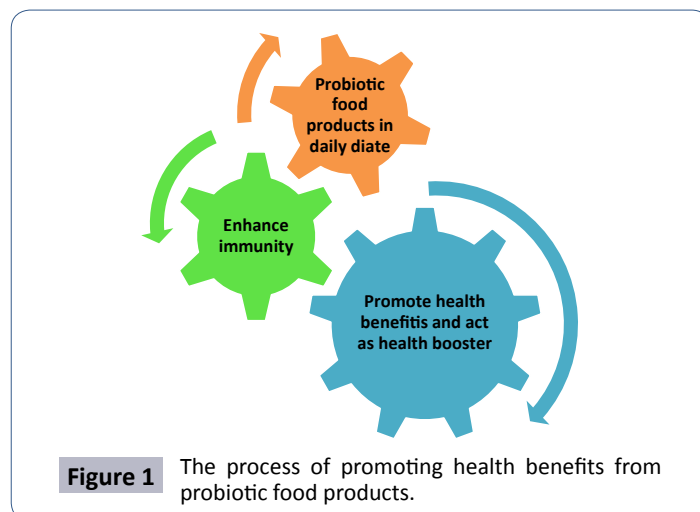 Probiotic
food
products in
daily diate
Enhance
immunity
Promote health
benefitis and act
as health booster
Figure 1
The process of promoting health benefits from
probiotic food products.